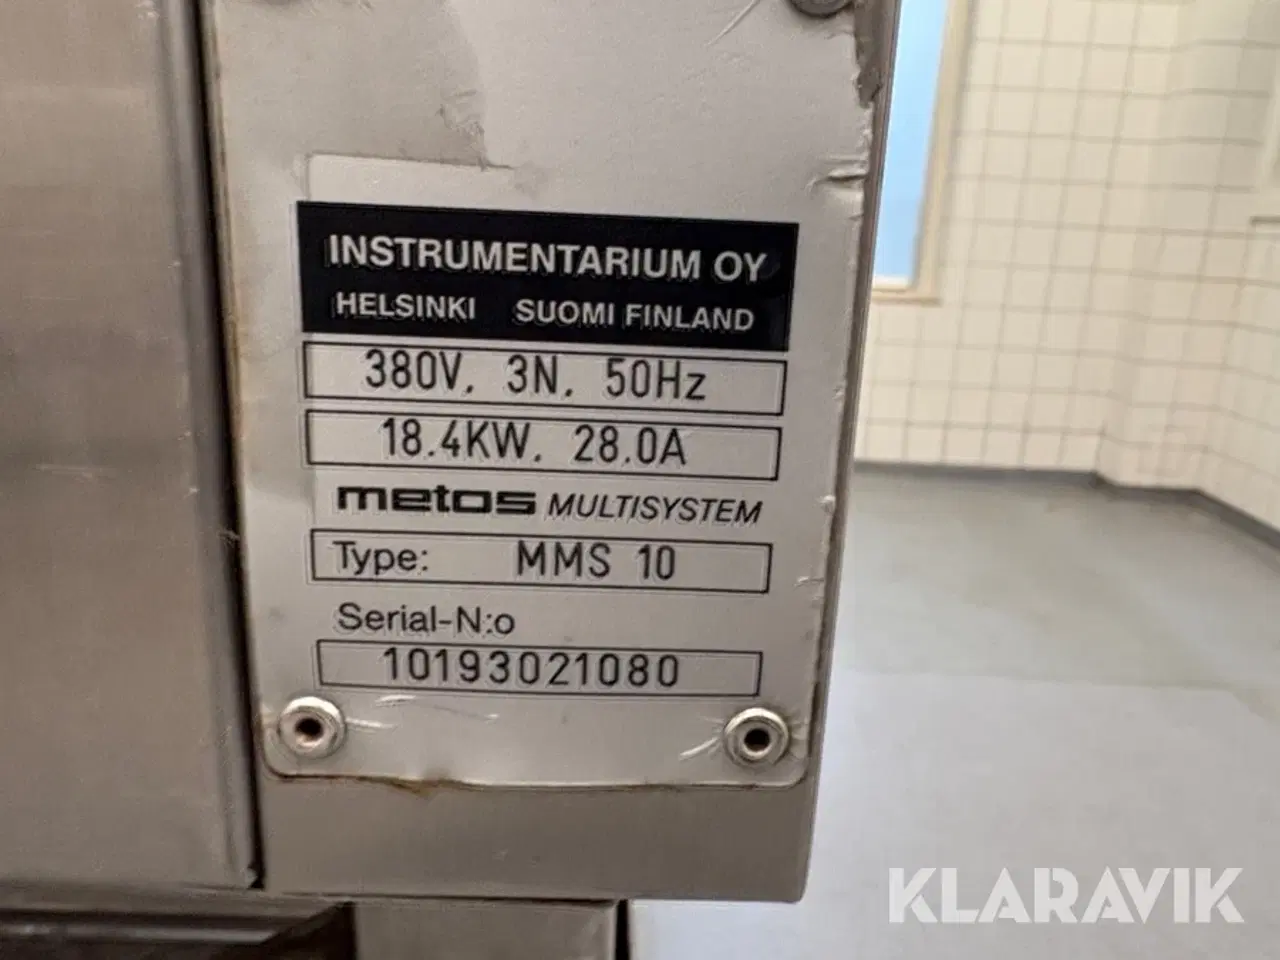 INSTRUMENTARIUM OY
HELSINKI SUOMI FINLAND
380V, 3N, 50Hz
18.4KW, 28.0A
metos MULTISYSTEM
Type: MMS 10
Serial-N:o
10193021080
KLARAVIK